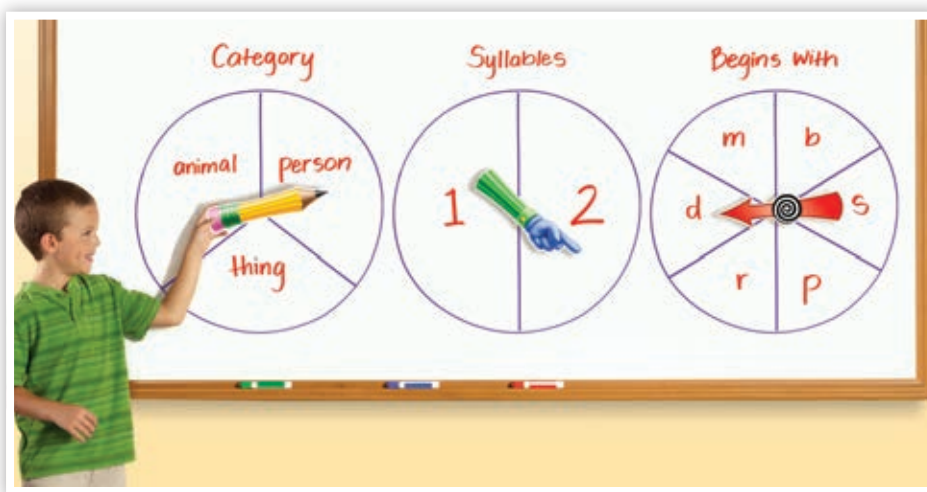 Category
animal
person
thing
Syllables
1
2
Begins with
m
b
d
s
r
p